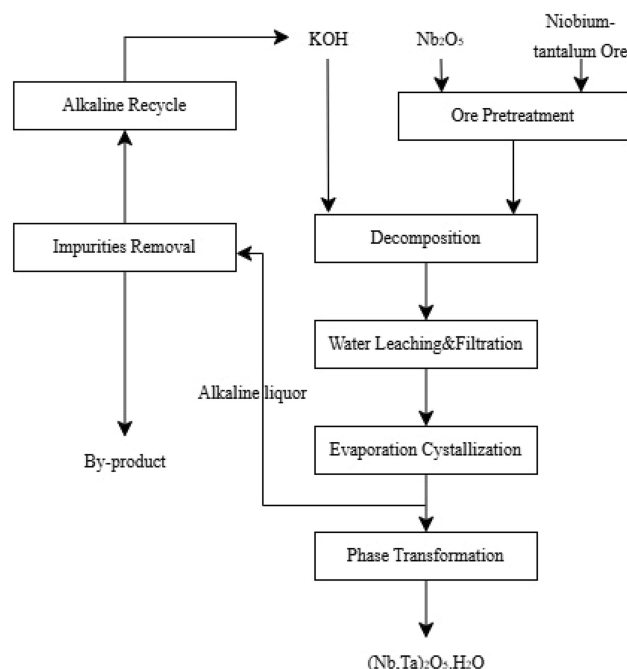 KOH
Nb₂O₅
Niobium-
tantalum Ore
Alkaline Recycle
Ore Pretreatment
Impurities Removal
Decomposition
Water Leaching&Filtration
Alkaline liquor
Evaporation Cystallization
By-product
Phase Transformation
(Nb,Ta)₂O₅.H₂O